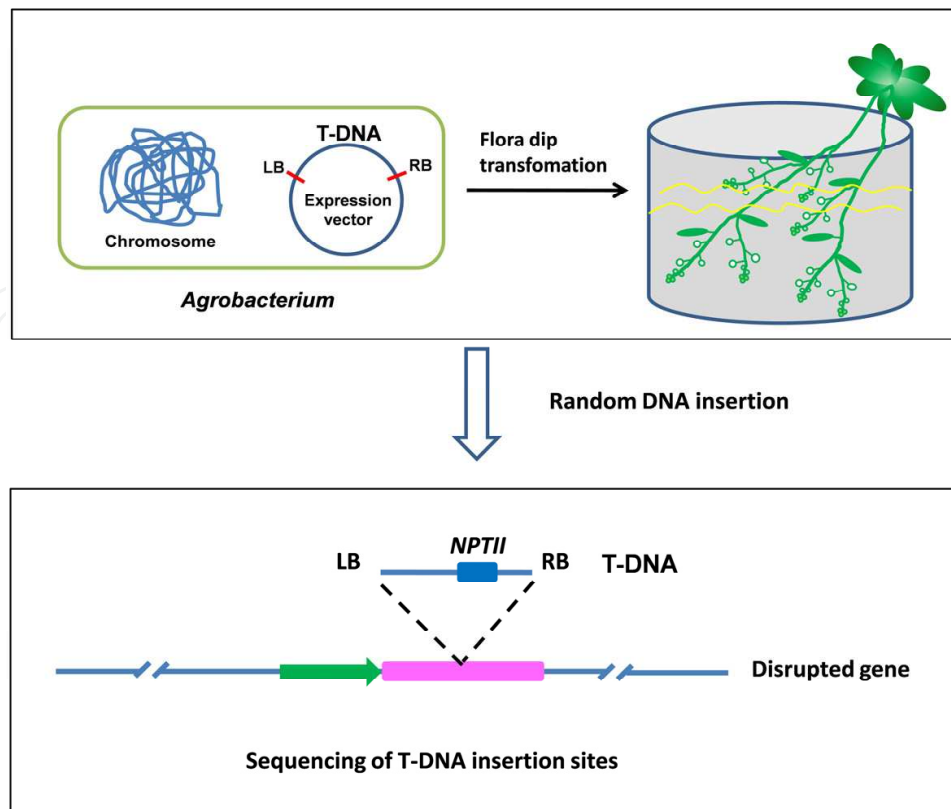 T-DNA
LB
RB
Expression
vector
Chromosome
Agrobacterium
Flora dip
transfomation
Random DNA insertion
NPTII
LB
RB
T-DNA
Disrupted gene
Sequencing of T-DNA insertion sites